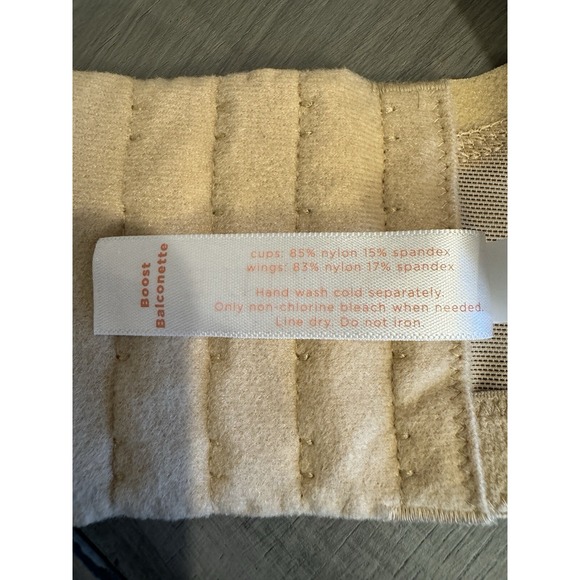 Boost
Balconette
cups: 85% nylon 15% spandex
wings: 83% nylon 17% spandex
Hand wash cold separately.
Only non-chlorine bleach when needed.
Line dry. Do not iron.